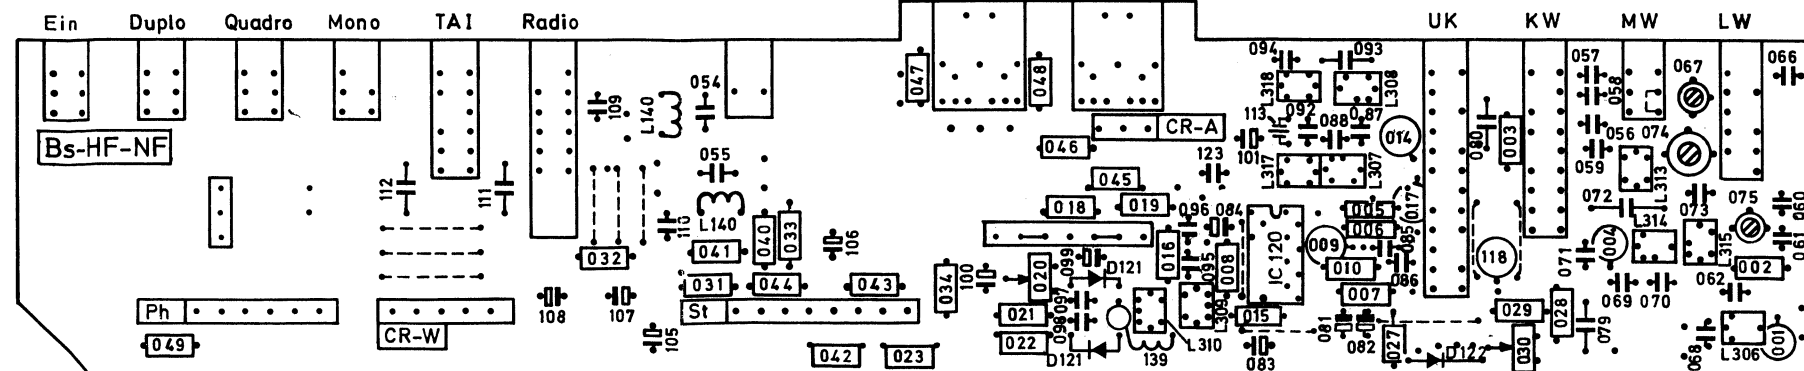 Ein Duplo Quadro Mono TAI Radio UK KW MW LW
094 093 057 066
047 048 L318 L308 058 067
109 L140 054
113 092 088 087 014 080 003 056 074
Bs-HF-NF CR-A
046 101 059
112 111 055 123 L317 L307 L313
045
L140 018 019 096 084 005 017 072 073 075 060
110 040 033 106 006 L314
041 016 009 085 118 071 004 L315 061
032 099 D121 095 008 IC 120 010 086 062 002
031 044 043 034 100 020 007 069 070
Ph St 097 L309
108 107 021 015 029 028
049 CR-W 105 098 081 082 027 079 068 001
042 023 022 D121 139 L310 083 D122 030 L306